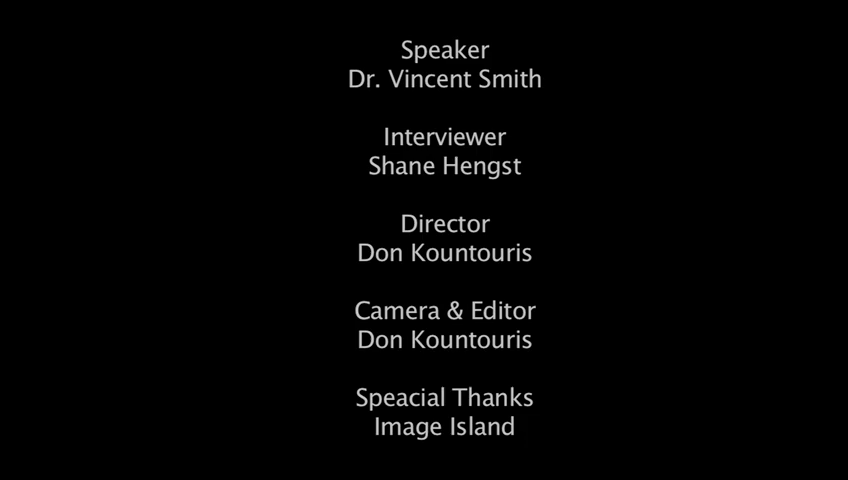 Speaker
Dr. Vincent Smith
Interviewer
Shane Hengst
Director
Don Kountouris
Camera & Editor
Don Kountouris
Speacial Thanks
Image Island